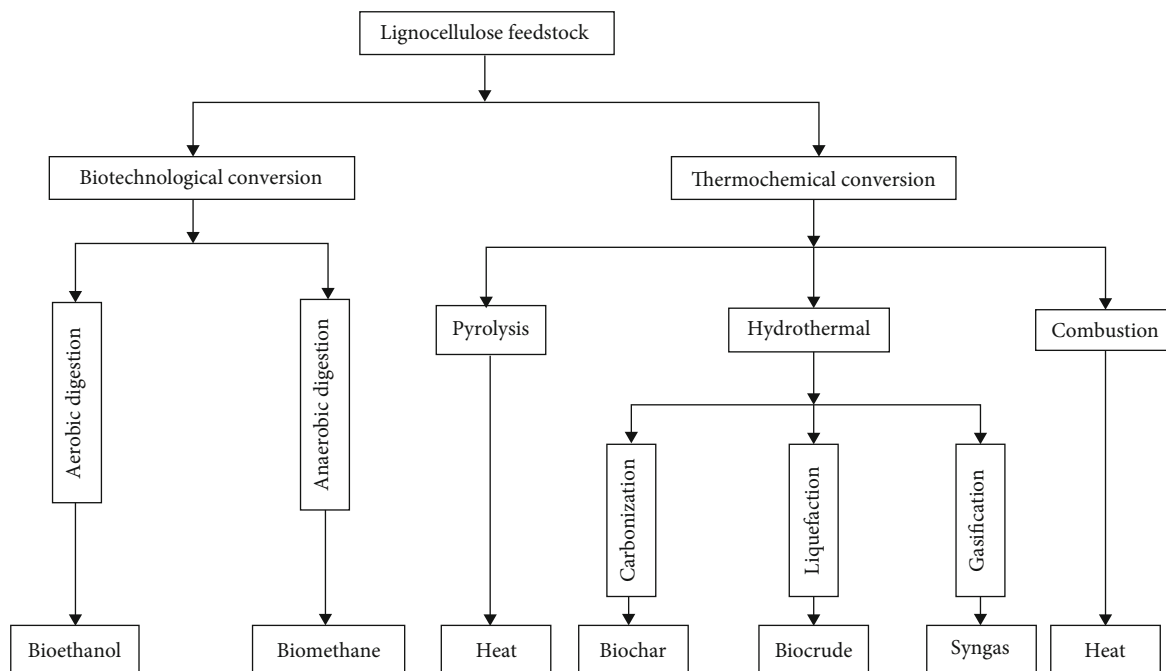 Lignocellulose feedstock
Biotechnological conversion
Thermochemical conversion
Aerobic digestion
Anaerobic digestion
Pyrolysis
Hydrothermal
Combustion
Carbonization
Liquefaction
Gasification
Bioethanol
Biomethane
Heat
Biochar
Biocrude
Syngas
Heat